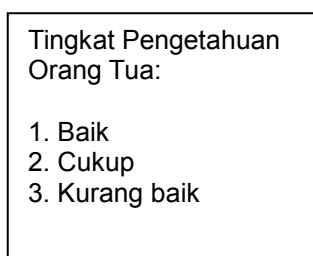 Tingkat Pengetahuan
Orang Tua:
1. Baik
2. Cukup
3. Kurang baik